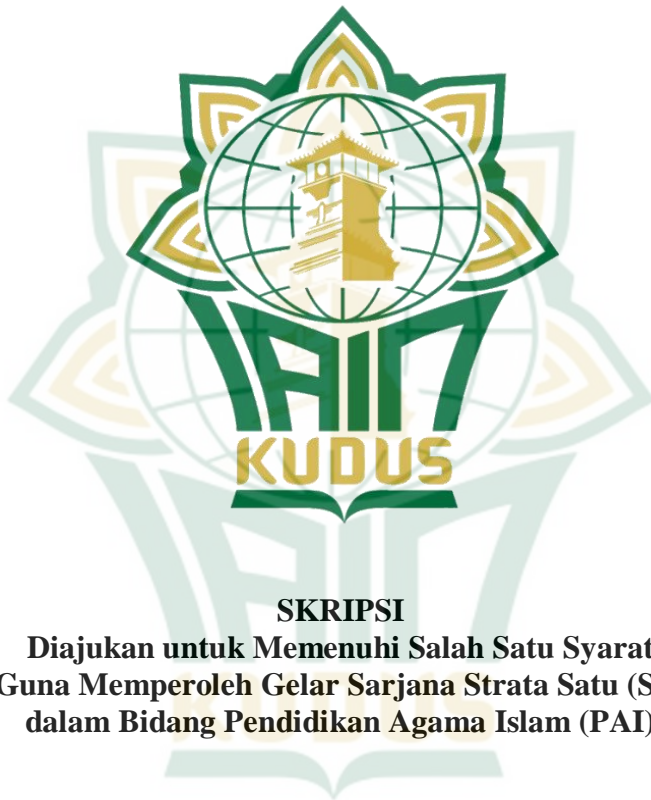 IAIN
KUDUS
SKRIPSI
Diajukan untuk Memenuhi Salah Satu Syarat
Guna Memperoleh Gelar Sarjana Strata Satu (S
dalam Bidang Pendidikan Agama Islam (PAI)